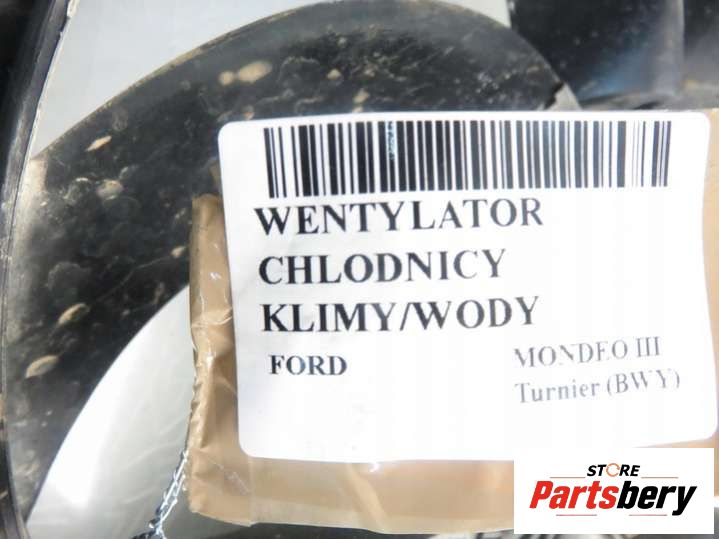 WENTYLATOR
CHLODNICY
KLIMY/WODY
FORD
MONDEO III
Turnier (BWY)
STORE
Partsbery